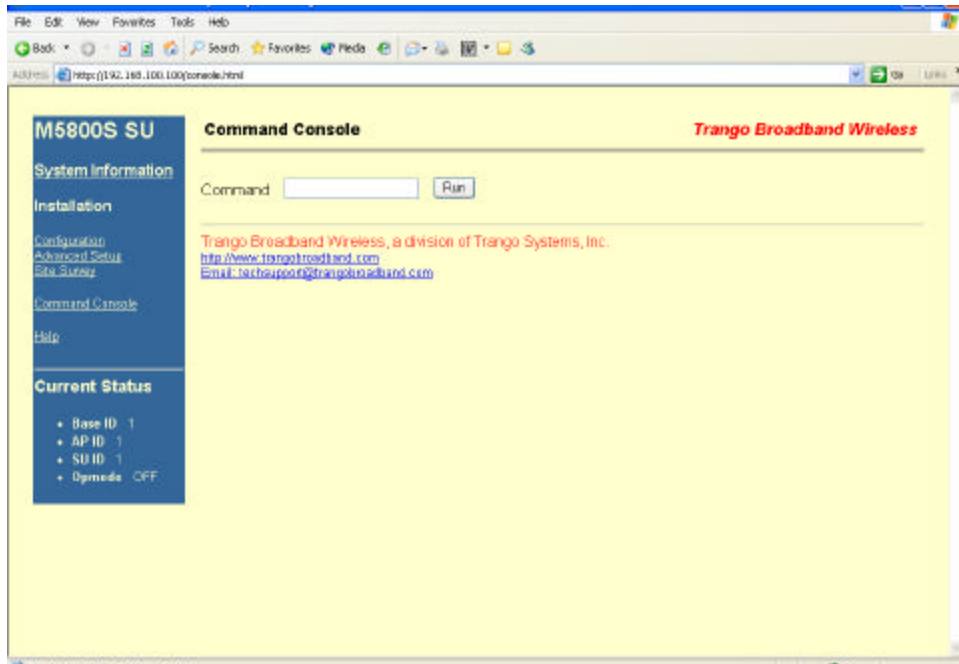 File Edit View Favorites Tools Help
Back Search Favorites Media
Address http://192.168.100.100/console.html Go Links
M5800S SU
Command Console
Trango Broadband Wireless
System Information
Installation
Configuration
Advanced Setup
Site Survey
Command Console
Help
Command Run
Trango Broadband Wireless, a division of Trango Systems, Inc.
http://www.trangobroadband.com
Email: techsupport@trangobroadband.com
Current Status
Base ID 1
AP ID 1
SU ID 1
Opmode OFF